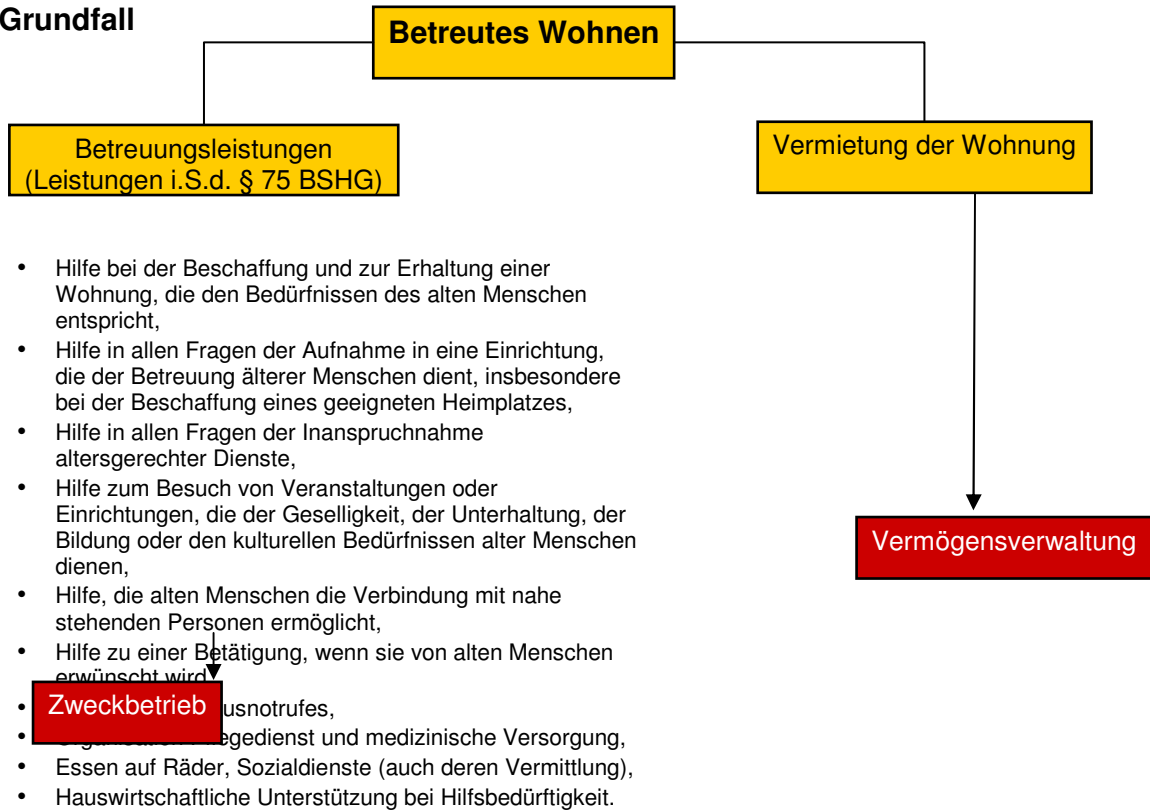 Grundfall
Betreutes Wohnen
Betreuungsleistungen
(Leistungen i.S.d. § 75 BSHG)
Vermietung der Wohnung
• Hilfe bei der Beschaffung und zur Erhaltung einer
Wohnung, die den Bedürfnissen des alten Menschen
entspricht,
• Hilfe in allen Fragen der Aufnahme in eine Einrichtung,
die der Betreuung älterer Menschen dient, insbesondere
bei der Beschaffung eines geeigneten Heimplatzes,
• Hilfe in allen Fragen der Inanspruchnahme
altersgerechter Dienste,
• Hilfe zum Besuch von Veranstaltungen oder
Einrichtungen, die der Geselligkeit, der Unterhaltung, der
Bildung oder den kulturellen Bedürfnissen alter Menschen
dienen,
• Hilfe, die alten Menschen die Verbindung mit nahe
stehenden Personen ermöglicht,
• Hilfe zu einer Betätigung, wenn sie von alten Menschen
erwünscht wird
• usnotrufes,
• und medizinische Versorgung,
• Essen auf Räder, Sozialdienste (auch deren Vermittlung),
• Hauswirtschaftliche Unterstützung bei Hilfsbedürftigkeit.
Zweckbetrieb
Vermögensverwaltung